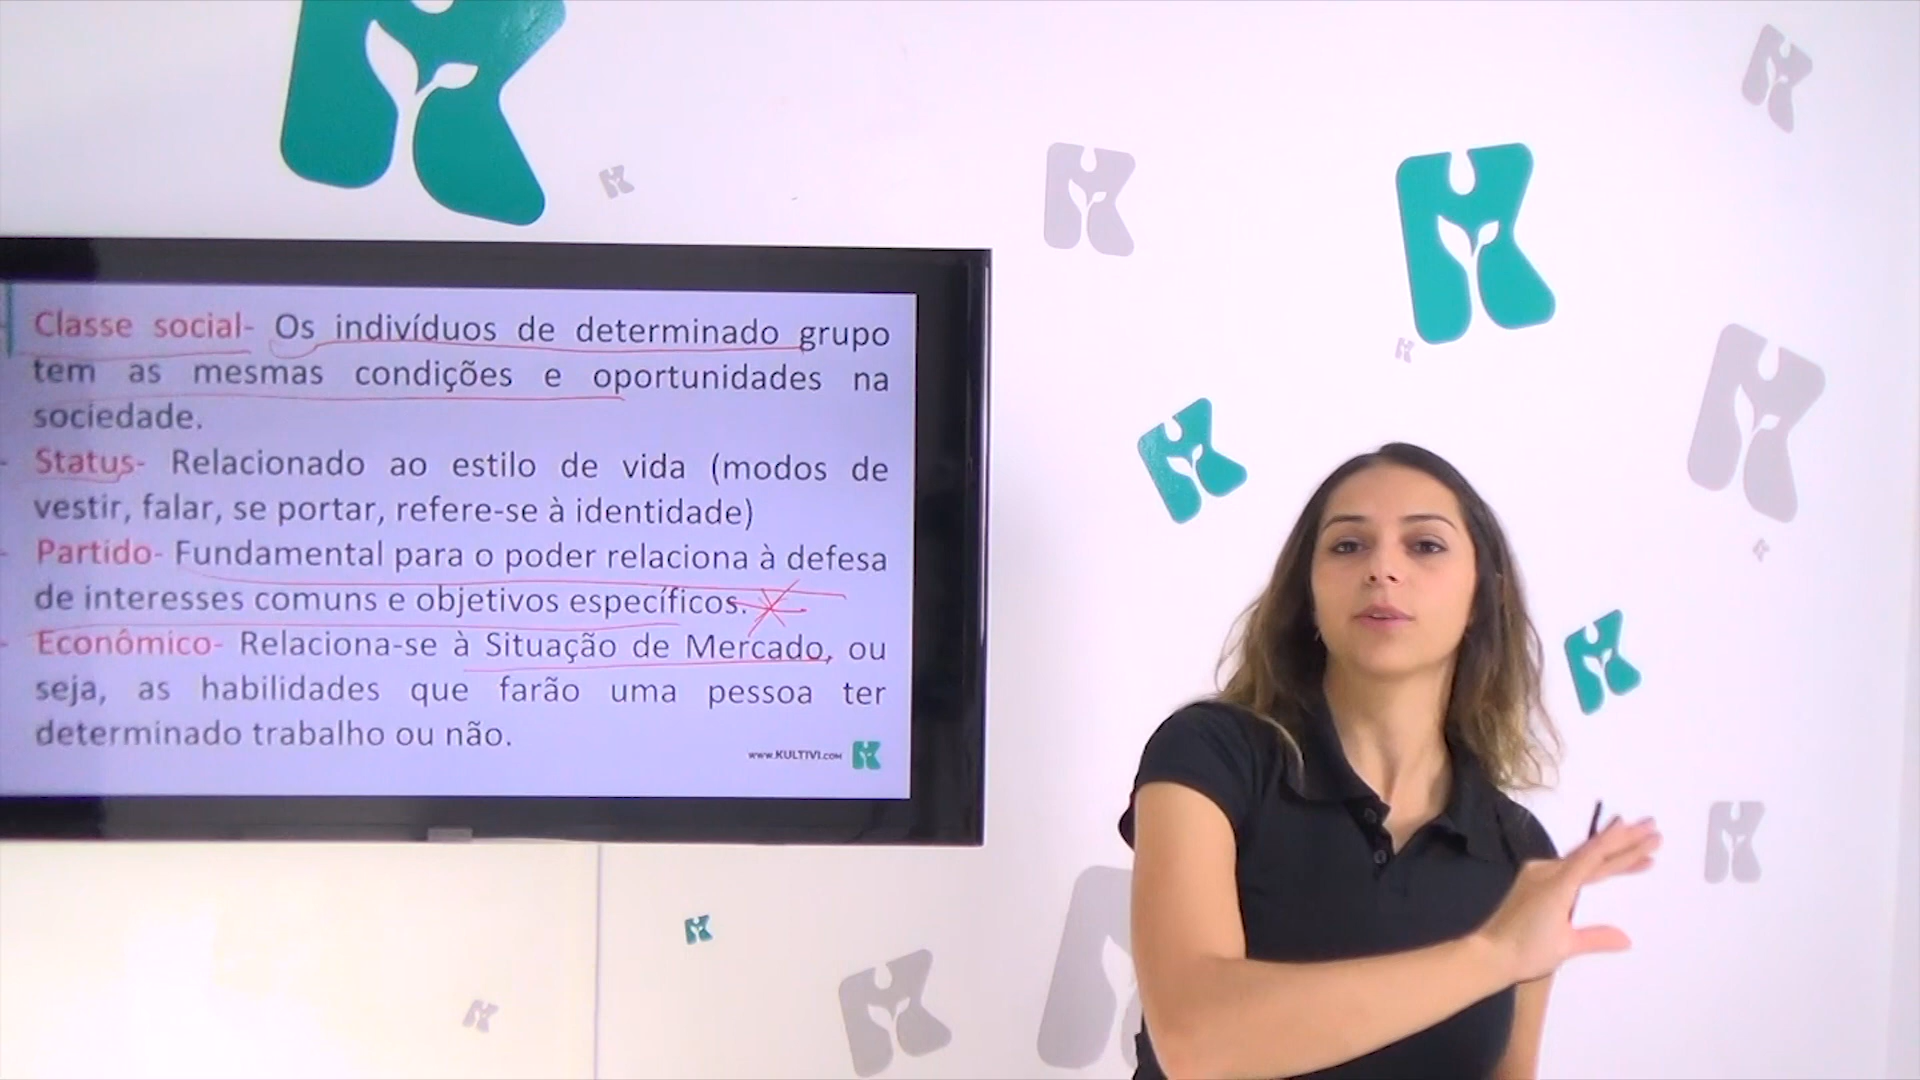 - Classe social- Os indivíduos de determinado grupo
tem as mesmas condições e oportunidades na
sociedade.
- Status- Relacionado ao estilo de vida (modos de
vestir, falar, se portar, refere-se à identidade)
- Partido- Fundamental para o poder relaciona à defesa
de interesses comuns e objetivos específicos.
- Econômico- Relaciona-se à Situação de Mercado, ou
seja, as habilidades que farão uma pessoa ter
determinado trabalho ou não.
www.KULTIVI.com